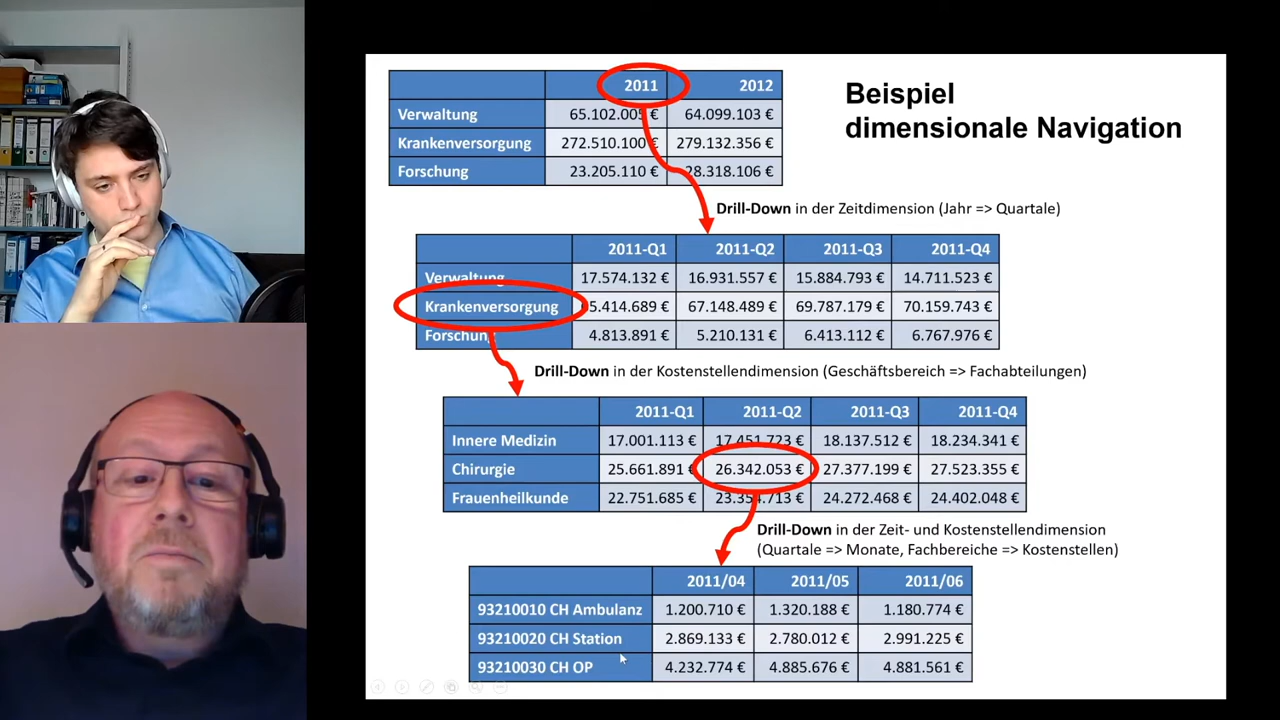 Beispiel
dimensionale Navigation
2011 2012
Verwaltung 65.102.005 € 64.099.103 €
Krankenversorgung 272.510.100 € 279.132.356 €
Forschung 23.205.110 € 28.318.106 €
Drill-Down in der Zeitdimension (Jahr => Quartale)
2011-Q1 2011-Q2 2011-Q3 2011-Q4
Verwaltung 17.574.132 € 16.931.557 € 15.884.793 € 14.711.523 €
Krankenversorgung 65.414.689 € 67.148.489 € 69.787.179 € 70.159.743 €
Forschung 4.813.891 € 5.210.131 € 6.413.112 € 6.767.976 €
Drill-Down in der Kostenstellendimension (Geschäftsbereich => Fachabteilungen)
2011-Q1 2011-Q2 2011-Q3 2011-Q4
Innere Medizin 17.001.113 € 17.451.723 € 18.137.512 € 18.234.341 €
Chirurgie 25.661.891 € 26.342.053 € 27.377.199 € 27.523.355 €
Frauenheilkunde 22.751.685 € 23.354.713 € 24.272.468 € 24.402.048 €
Drill-Down in der Zeit- und Kostenstellendimension
(Quartale => Monate, Fachbereiche => Kostenstellen)
2011/04 2011/05 2011/06
93210010 CH Ambulanz 1.200.710 € 1.320.188 € 1.180.774 €
93210020 CH Station 2.869.133 € 2.780.012 € 2.991.225 €
93210030 CH OP 4.232.774 € 4.885.676 € 4.881.561 €